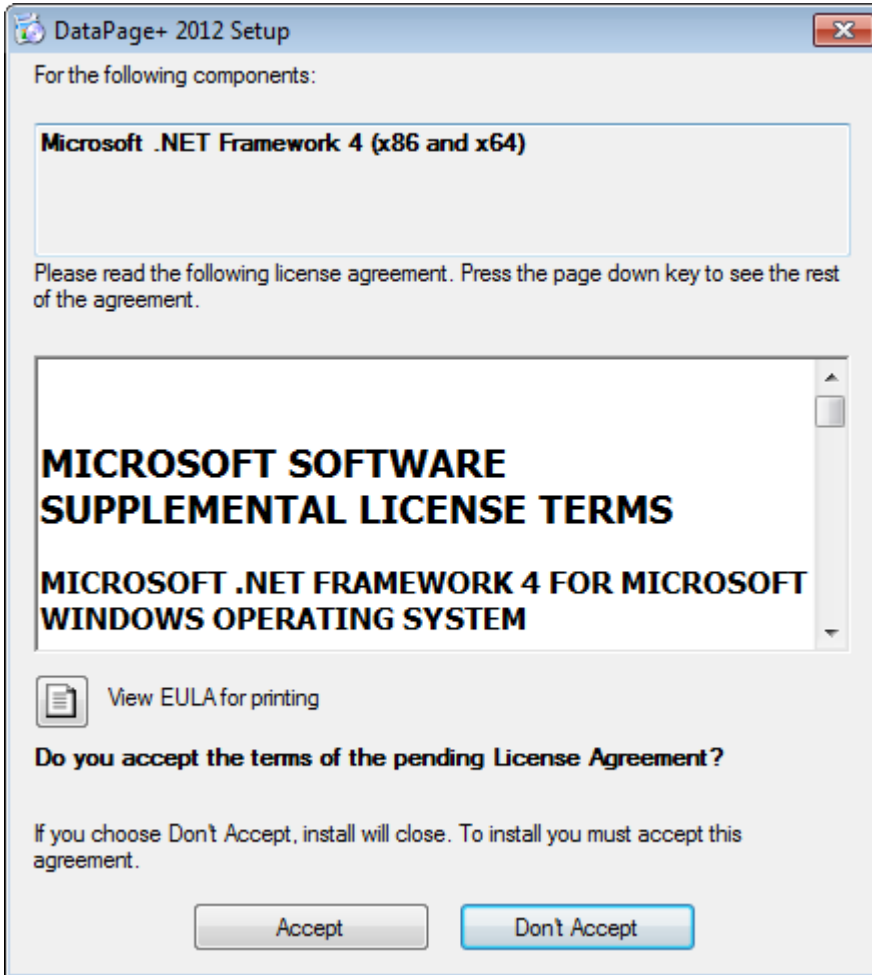 DataPage+ 2012 Setup
For the following components:
Microsoft .NET Framework 4 (x86 and x64)
Please read the following license agreement. Press the page down key to see the rest
of the agreement.
MICROSOFT SOFTWARE
SUPPLEMENTAL LICENSE TERMS
MICROSOFT .NET FRAMEWORK 4 FOR MICROSOFT
WINDOWS OPERATING SYSTEM
View EULA for printing
Do you accept the terms of the pending License Agreement?
If you choose Don't Accept, install will close. To install you must accept this
agreement.
Accept Don't Accept